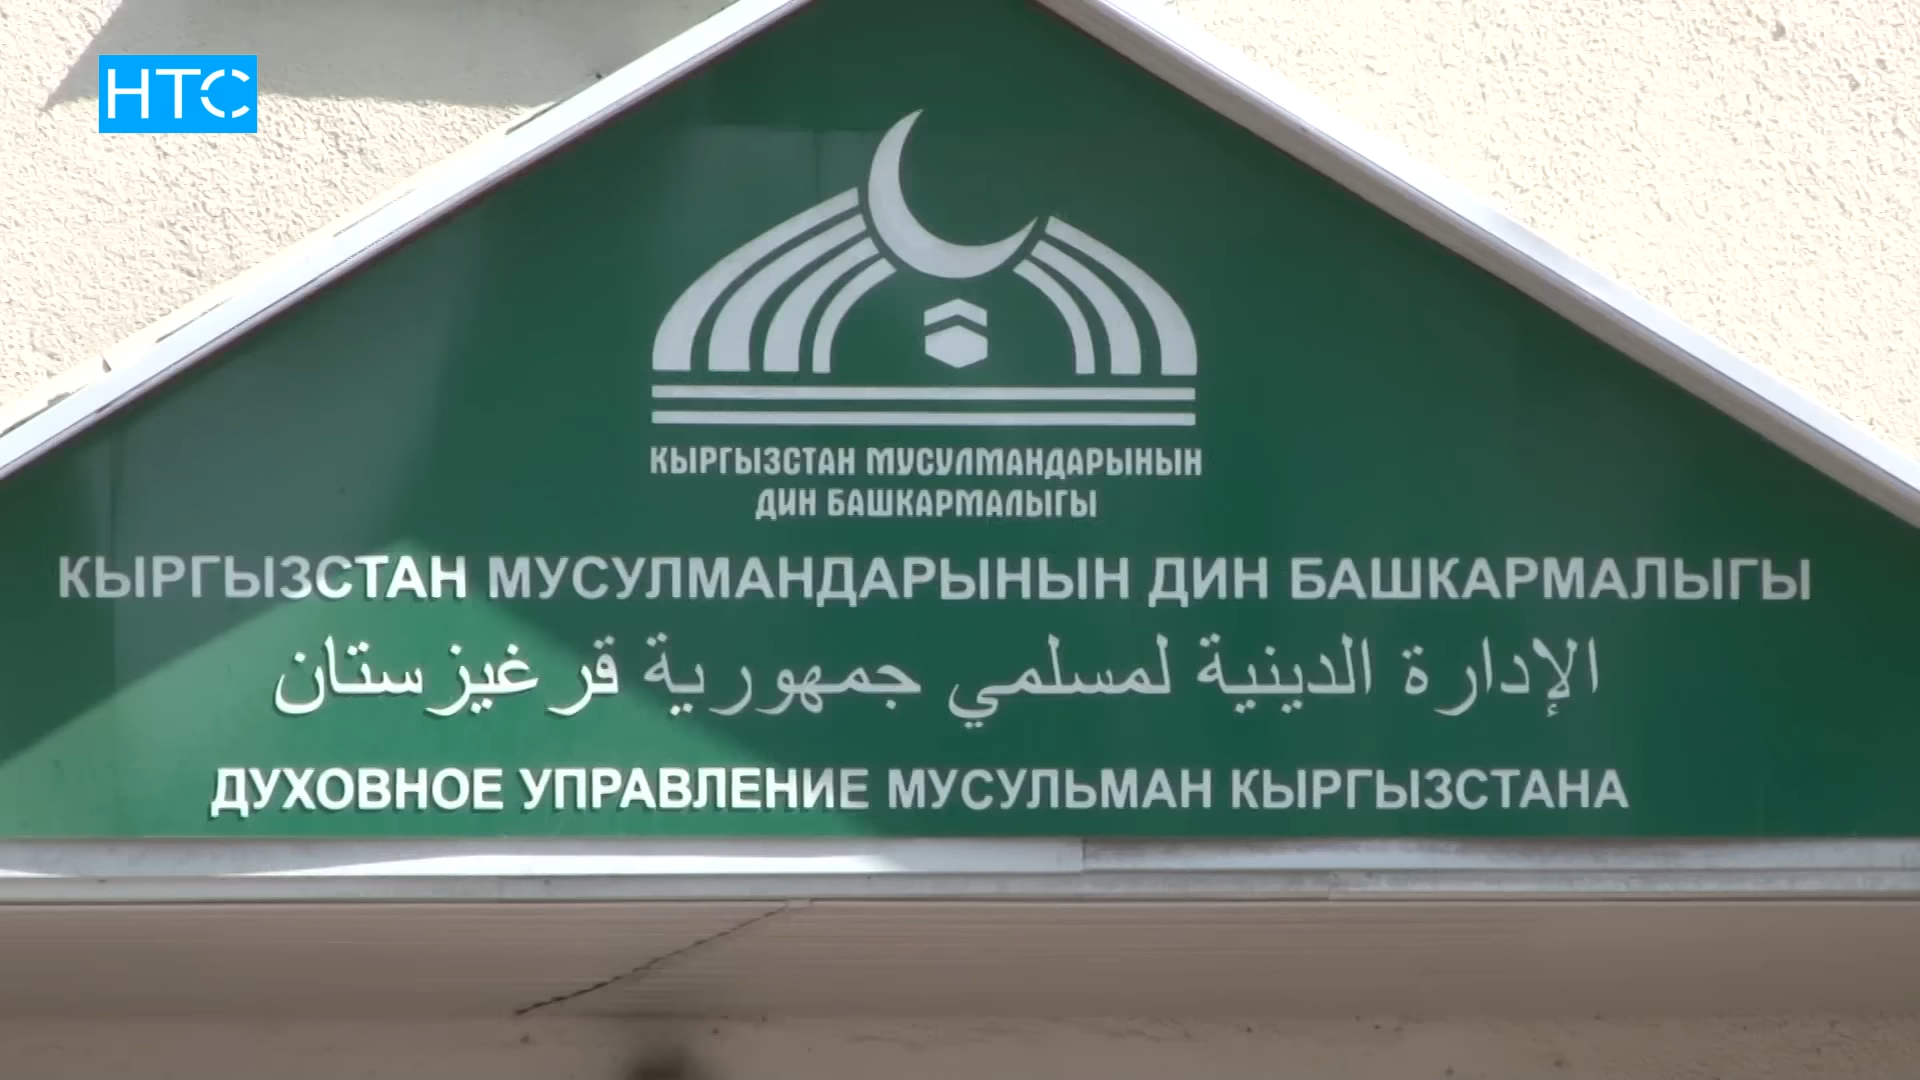 НТС
КЫРГЫЗСТАН МУСУЛМАНДАРЫНЫН
ДИН БАШКАРМАЛЫГЫ
КЫРГЫЗСТАН МУСУЛМАНДАРЫНЫН ДИН БАШКАРМАЛЫГЫ
الإدارة الدينية لمسلمي جمهورية قرغيزستان
ДУХОВНОЕ УПРАВЛЕНИЕ МУСУЛЬМАН КЫРГЫЗСТАНА